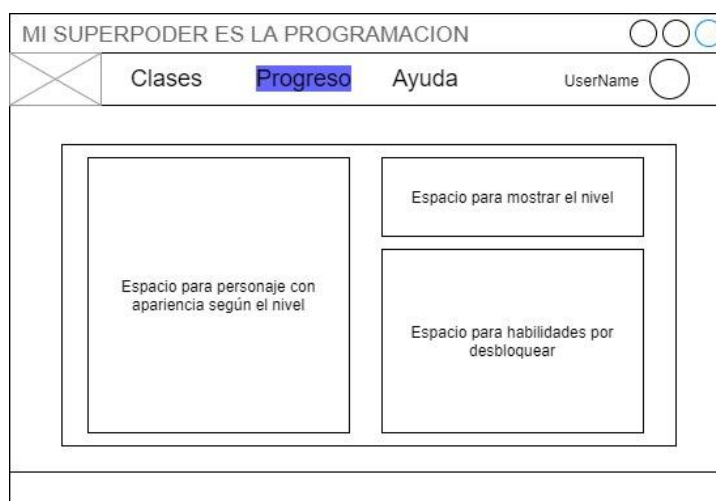 MI SUPERPODER ES LA PROGRAMACION
Clases Progreso Ayuda UserName
Espacio para personaje con
apariencia según el nivel
Espacio para mostrar el nivel
Espacio para habilidades por
desbloquear